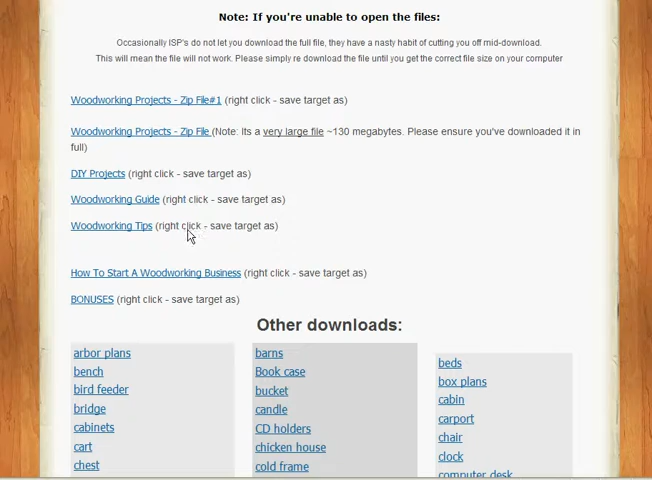 Note: If you're unable to open the files:
Occasionally ISP's do not let you download the full file, they have a nasty habit of cutting you off mid-download.
This will mean the file will not work. Please simply re download the file until you get the correct file size on your computer
Woodworking Projects - Zip File#1 (right click - save target as)
Woodworking Projects - Zip File (Note: Its a very large file ~130 megabytes. Please ensure you've downloaded it in
full)
DIY Projects (right click - save target as)
Woodworking Guide (right click - save target as)
Woodworking Tips (right click - save target as)
How To Start A Woodworking Business (right click - save target as)
BONUSES (right click - save target as)
Other downloads:
arbor plans
bench
bird feeder
bridge
cabinets
cart
chest
barns
Book case
bucket
candle
CD holders
chicken house
cold frame
beds
box plans
cabin
carport
chair
clock
computer desk